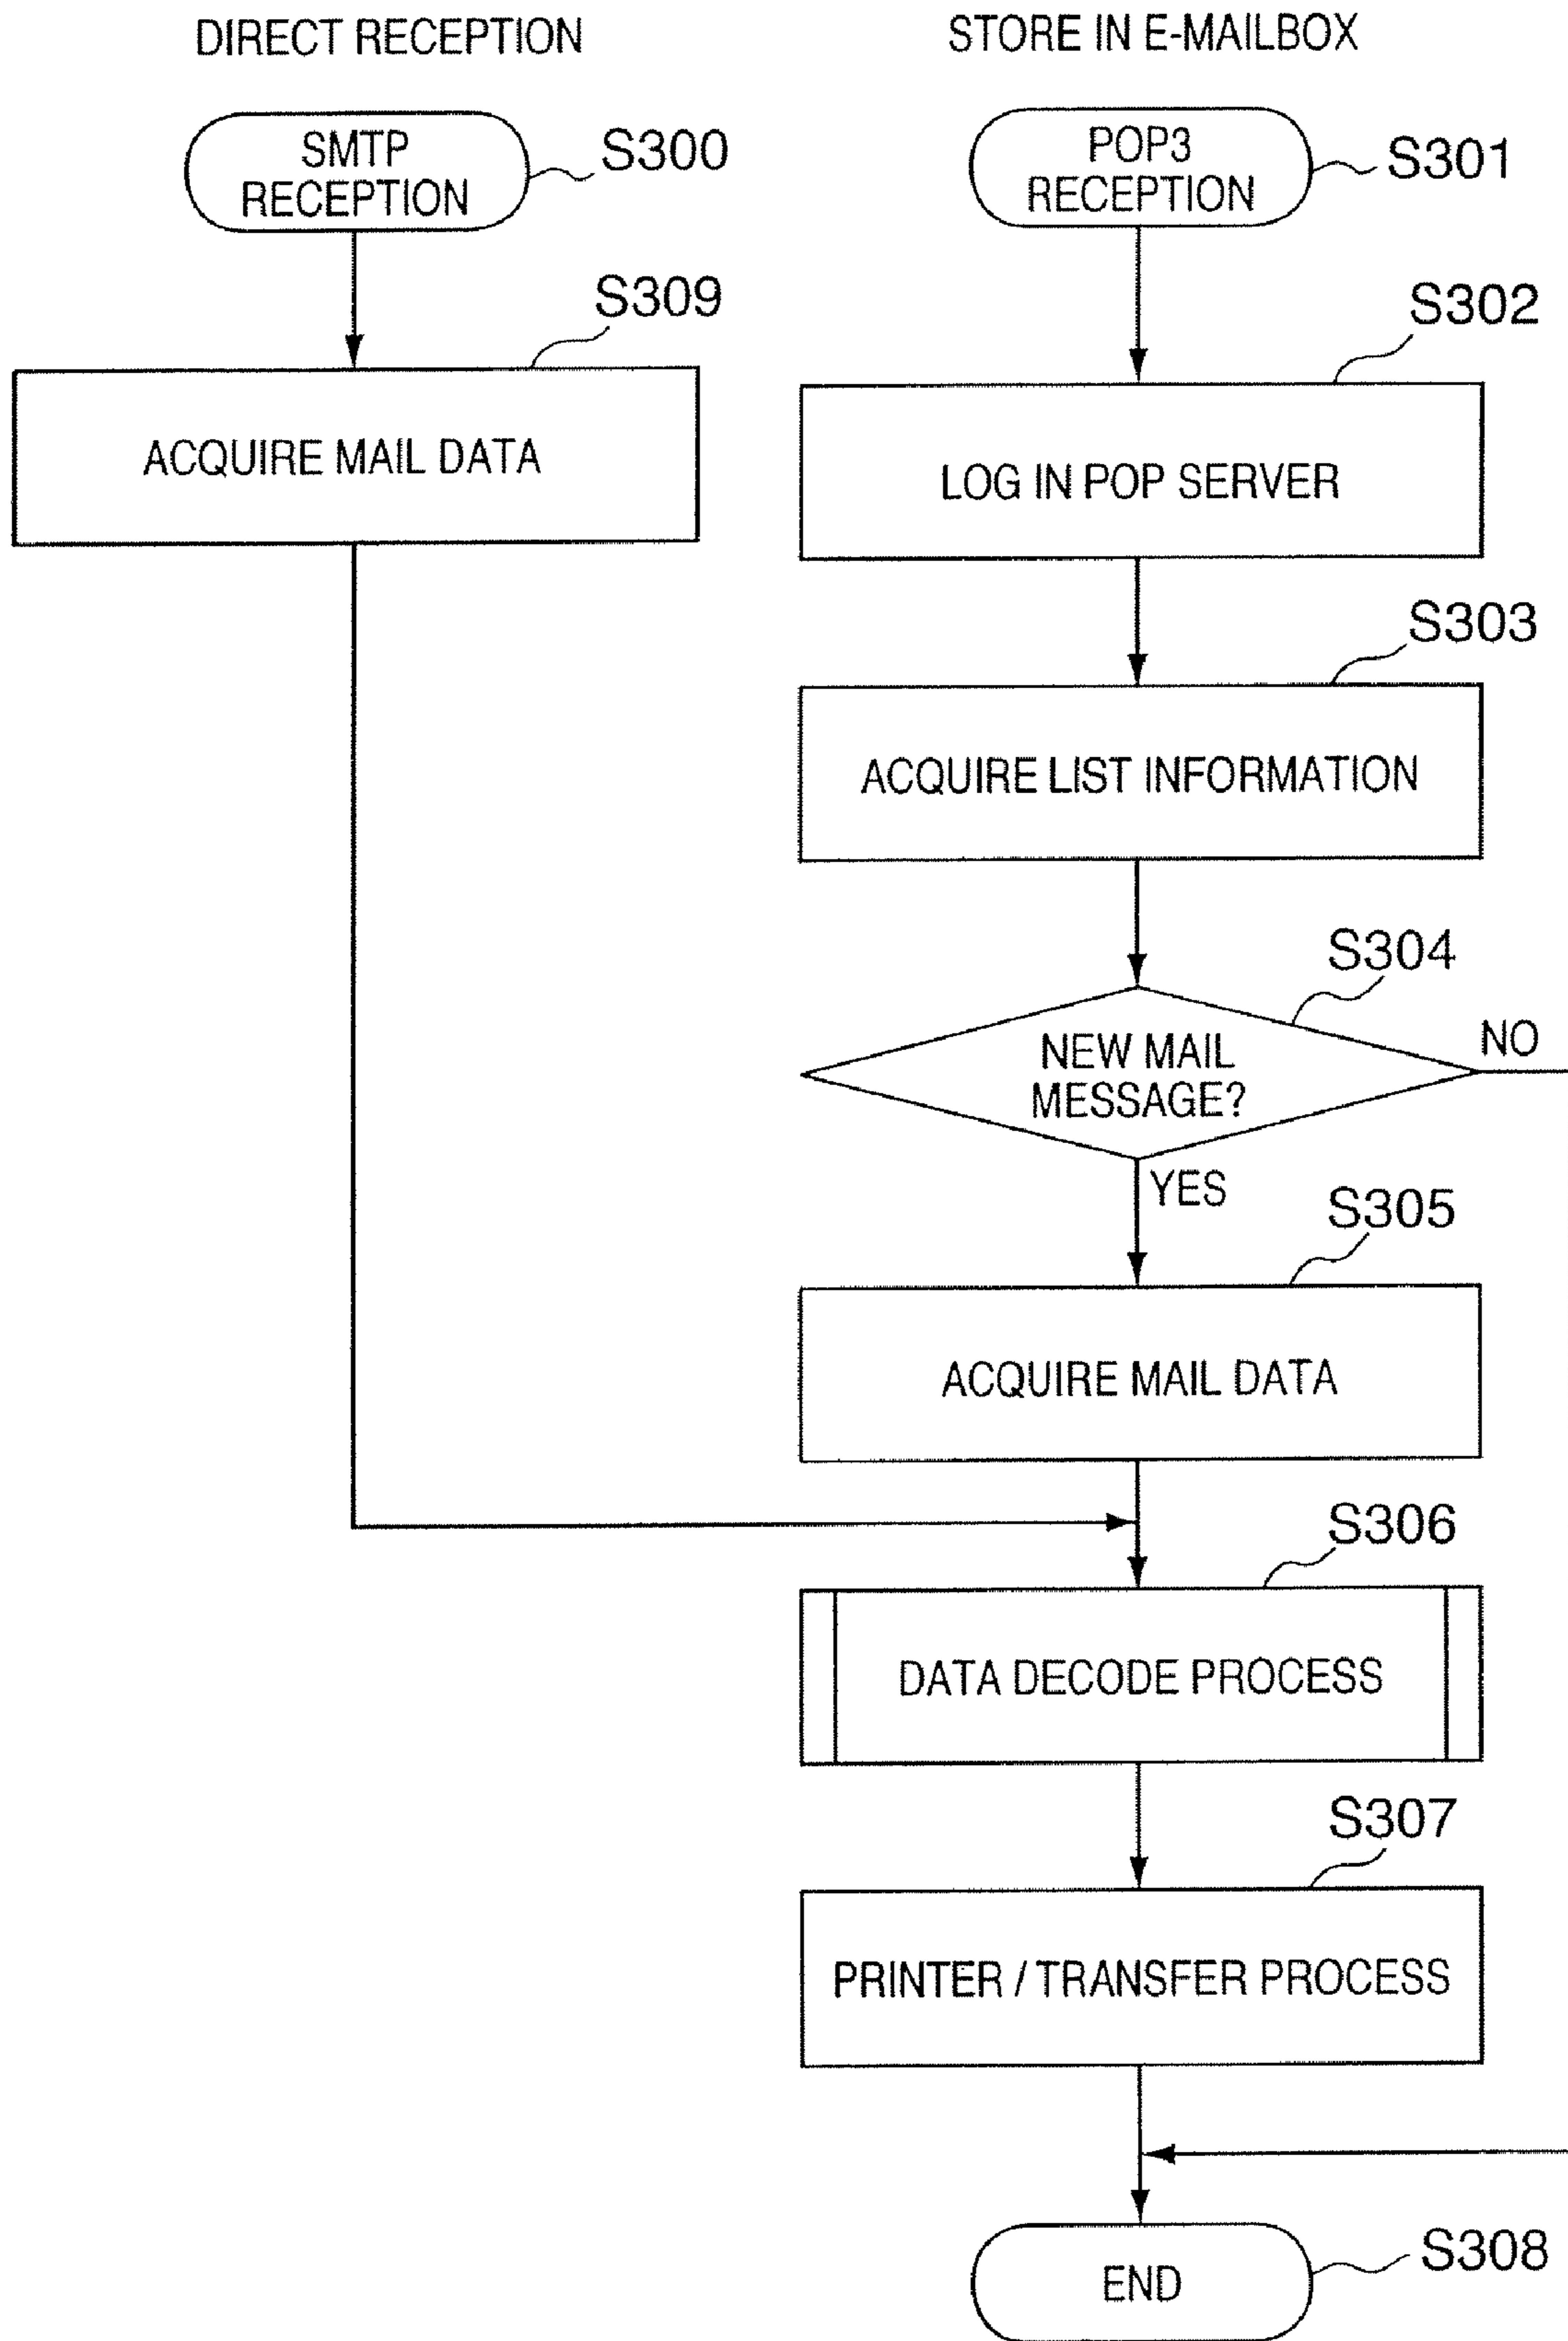 DIRECT RECEPTION
STORE IN E-MAILBOX
SMTP
RECEPTION
S300
POP3
RECEPTION
S301
S309
ACQUIRE MAIL DATA
S302
LOG IN POP SERVER
S303
ACQUIRE LIST INFORMATION
S304
NEW MAIL
MESSAGE?
NO
YES
S305
ACQUIRE MAIL DATA
S306
DATA DECODE PROCESS
S307
PRINTER / TRANSFER PROCESS
END
S308